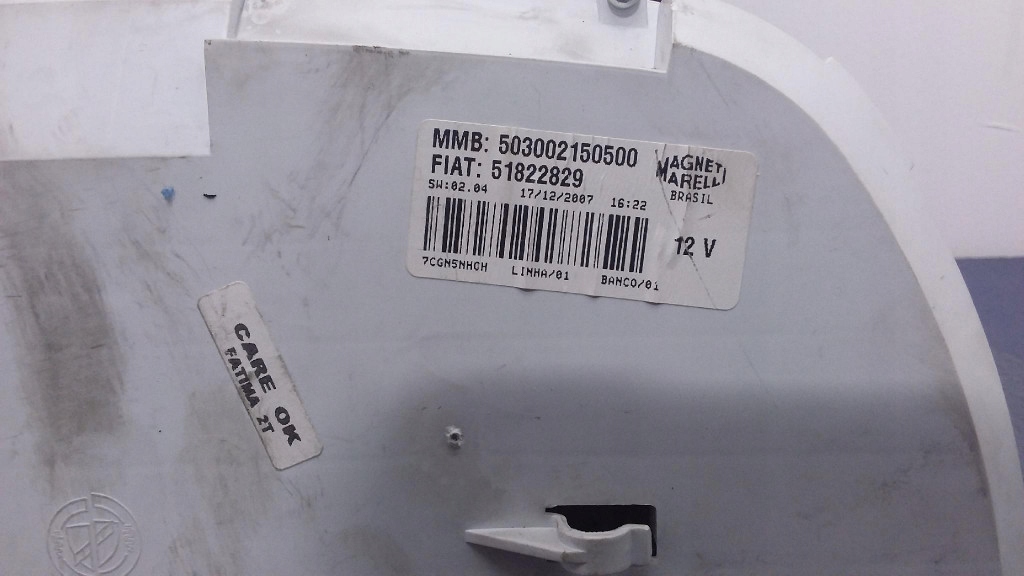 MMB: 503002150500
FIAT: 51822829
MAGNETI
MARELLI
BRASIL
SW:02.04 17/12/2007 16:22
12 V
7CGN5NHGH LINHA/01 BANCO/01
CARE OK
FATIMA 2T